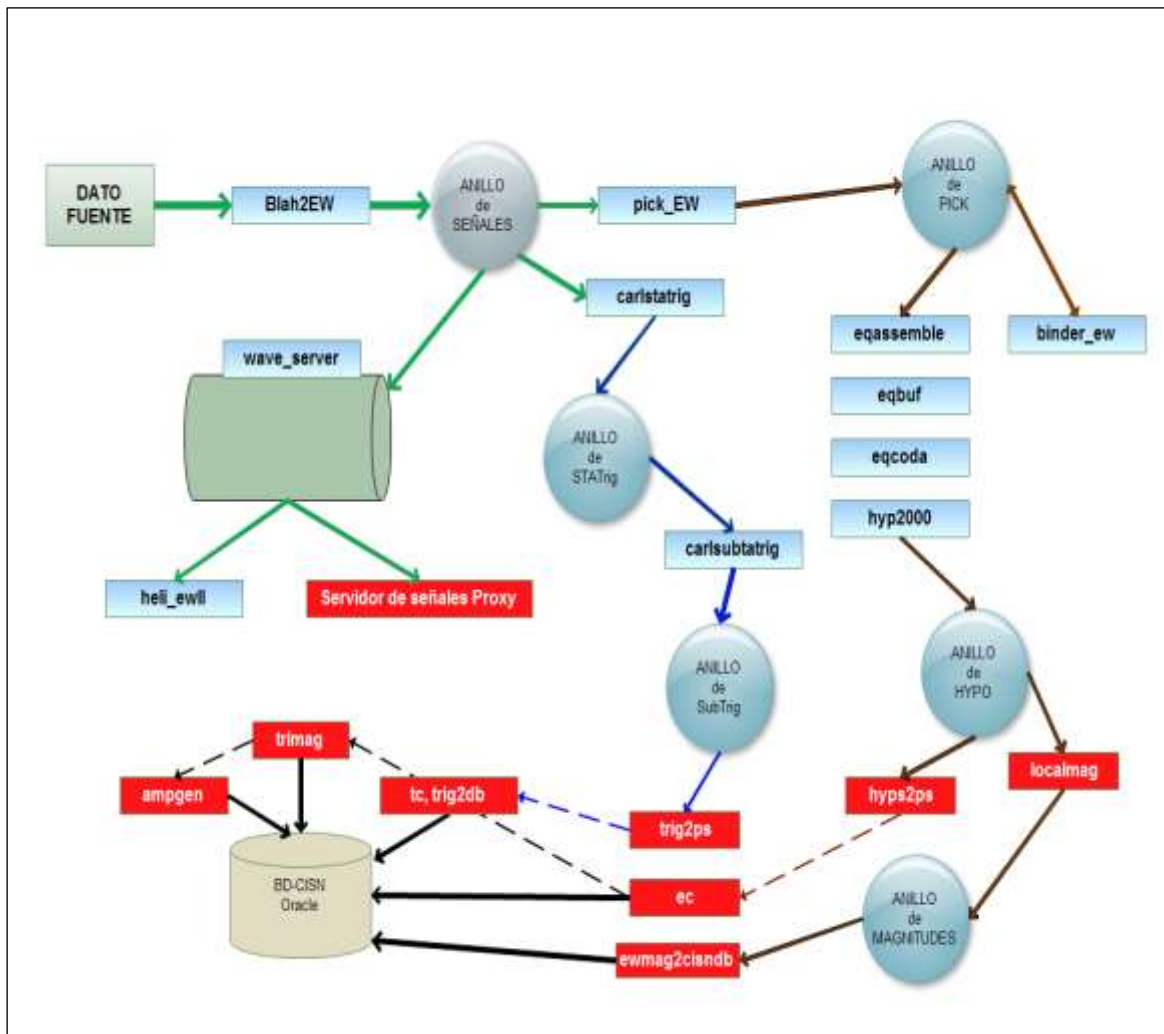 DATO
FUENTE
Blah2EW
ANILLO
de
SEÑALES
pick_EW
ANILLO
de
PICK
carlstatrig
eqassemble
binder_ew
wave_server
eqbuf
ANILLO
de
STATrig
eqcoda
hyp2000
carlsubtatrig
heli_ewII
Servidor de señales Proxy
ANILLO
de
SubTrig
ANILLO
de
HYPO
trimag
localmag
ampgen
tc, trig2db
hyps2ps
trig2ps
BD-CISN
Oracle
ec
ANILLO
de
MAGNITUDES
ewmag2cisndb